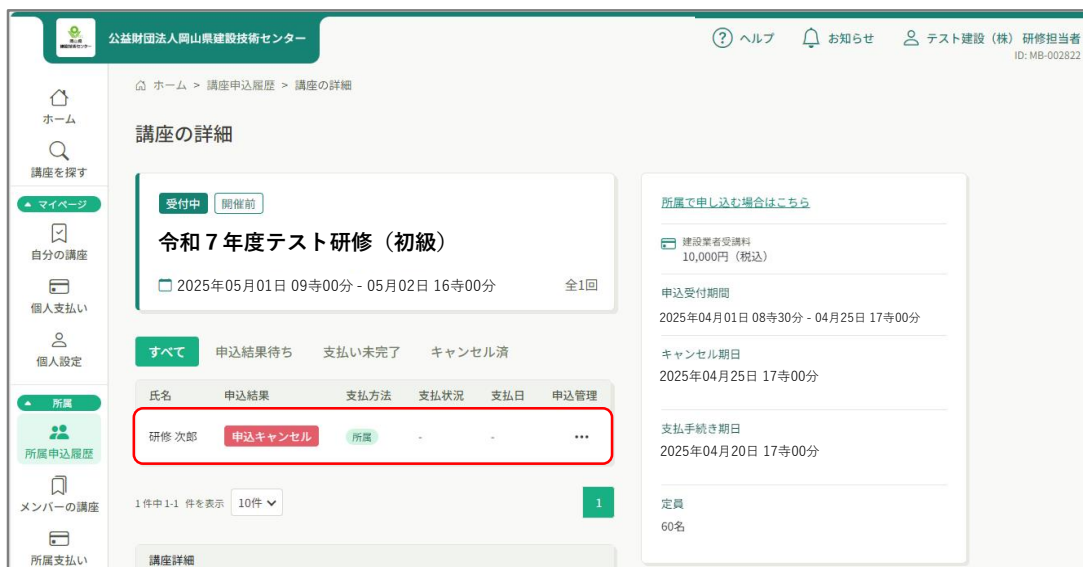 公益財団法人岡山県建設技術センター
ヘルプ
お知らせ
テスト建設（株） 研修担当者
ID: MB-002822
ホーム
講座を探す
マイページ
自分の講座
個人支払い
個人設定
所属
所属申込履歴
メンバーの講座
所属支払い
ホーム > 講座申込履歴 > 講座の詳細
講座の詳細
受付中 開催前
令和７年度テスト研修（初級）
2025年05月01日 09寺00分 - 05月02日 16寺00分 全1回
すべて 申込結果待ち 支払い未完了 キャンセル済
氏名 申込結果 支払方法 支払状況 支払日 申込管理
研修 次郎 申込キャンセル 所属 - - ···
1 件中 1-1 件を表示 10件 1
講座詳細
所属で申し込む場合はこちら
建設業者受講料
10,000円（税込）
申込受付期間
2025年04月01日 08寺30分 - 04月25日 17寺00分
キャンセル期日
2025年04月25日 17寺00分
支払手続き期日
2025年04月20日 17寺00分
定員
60名